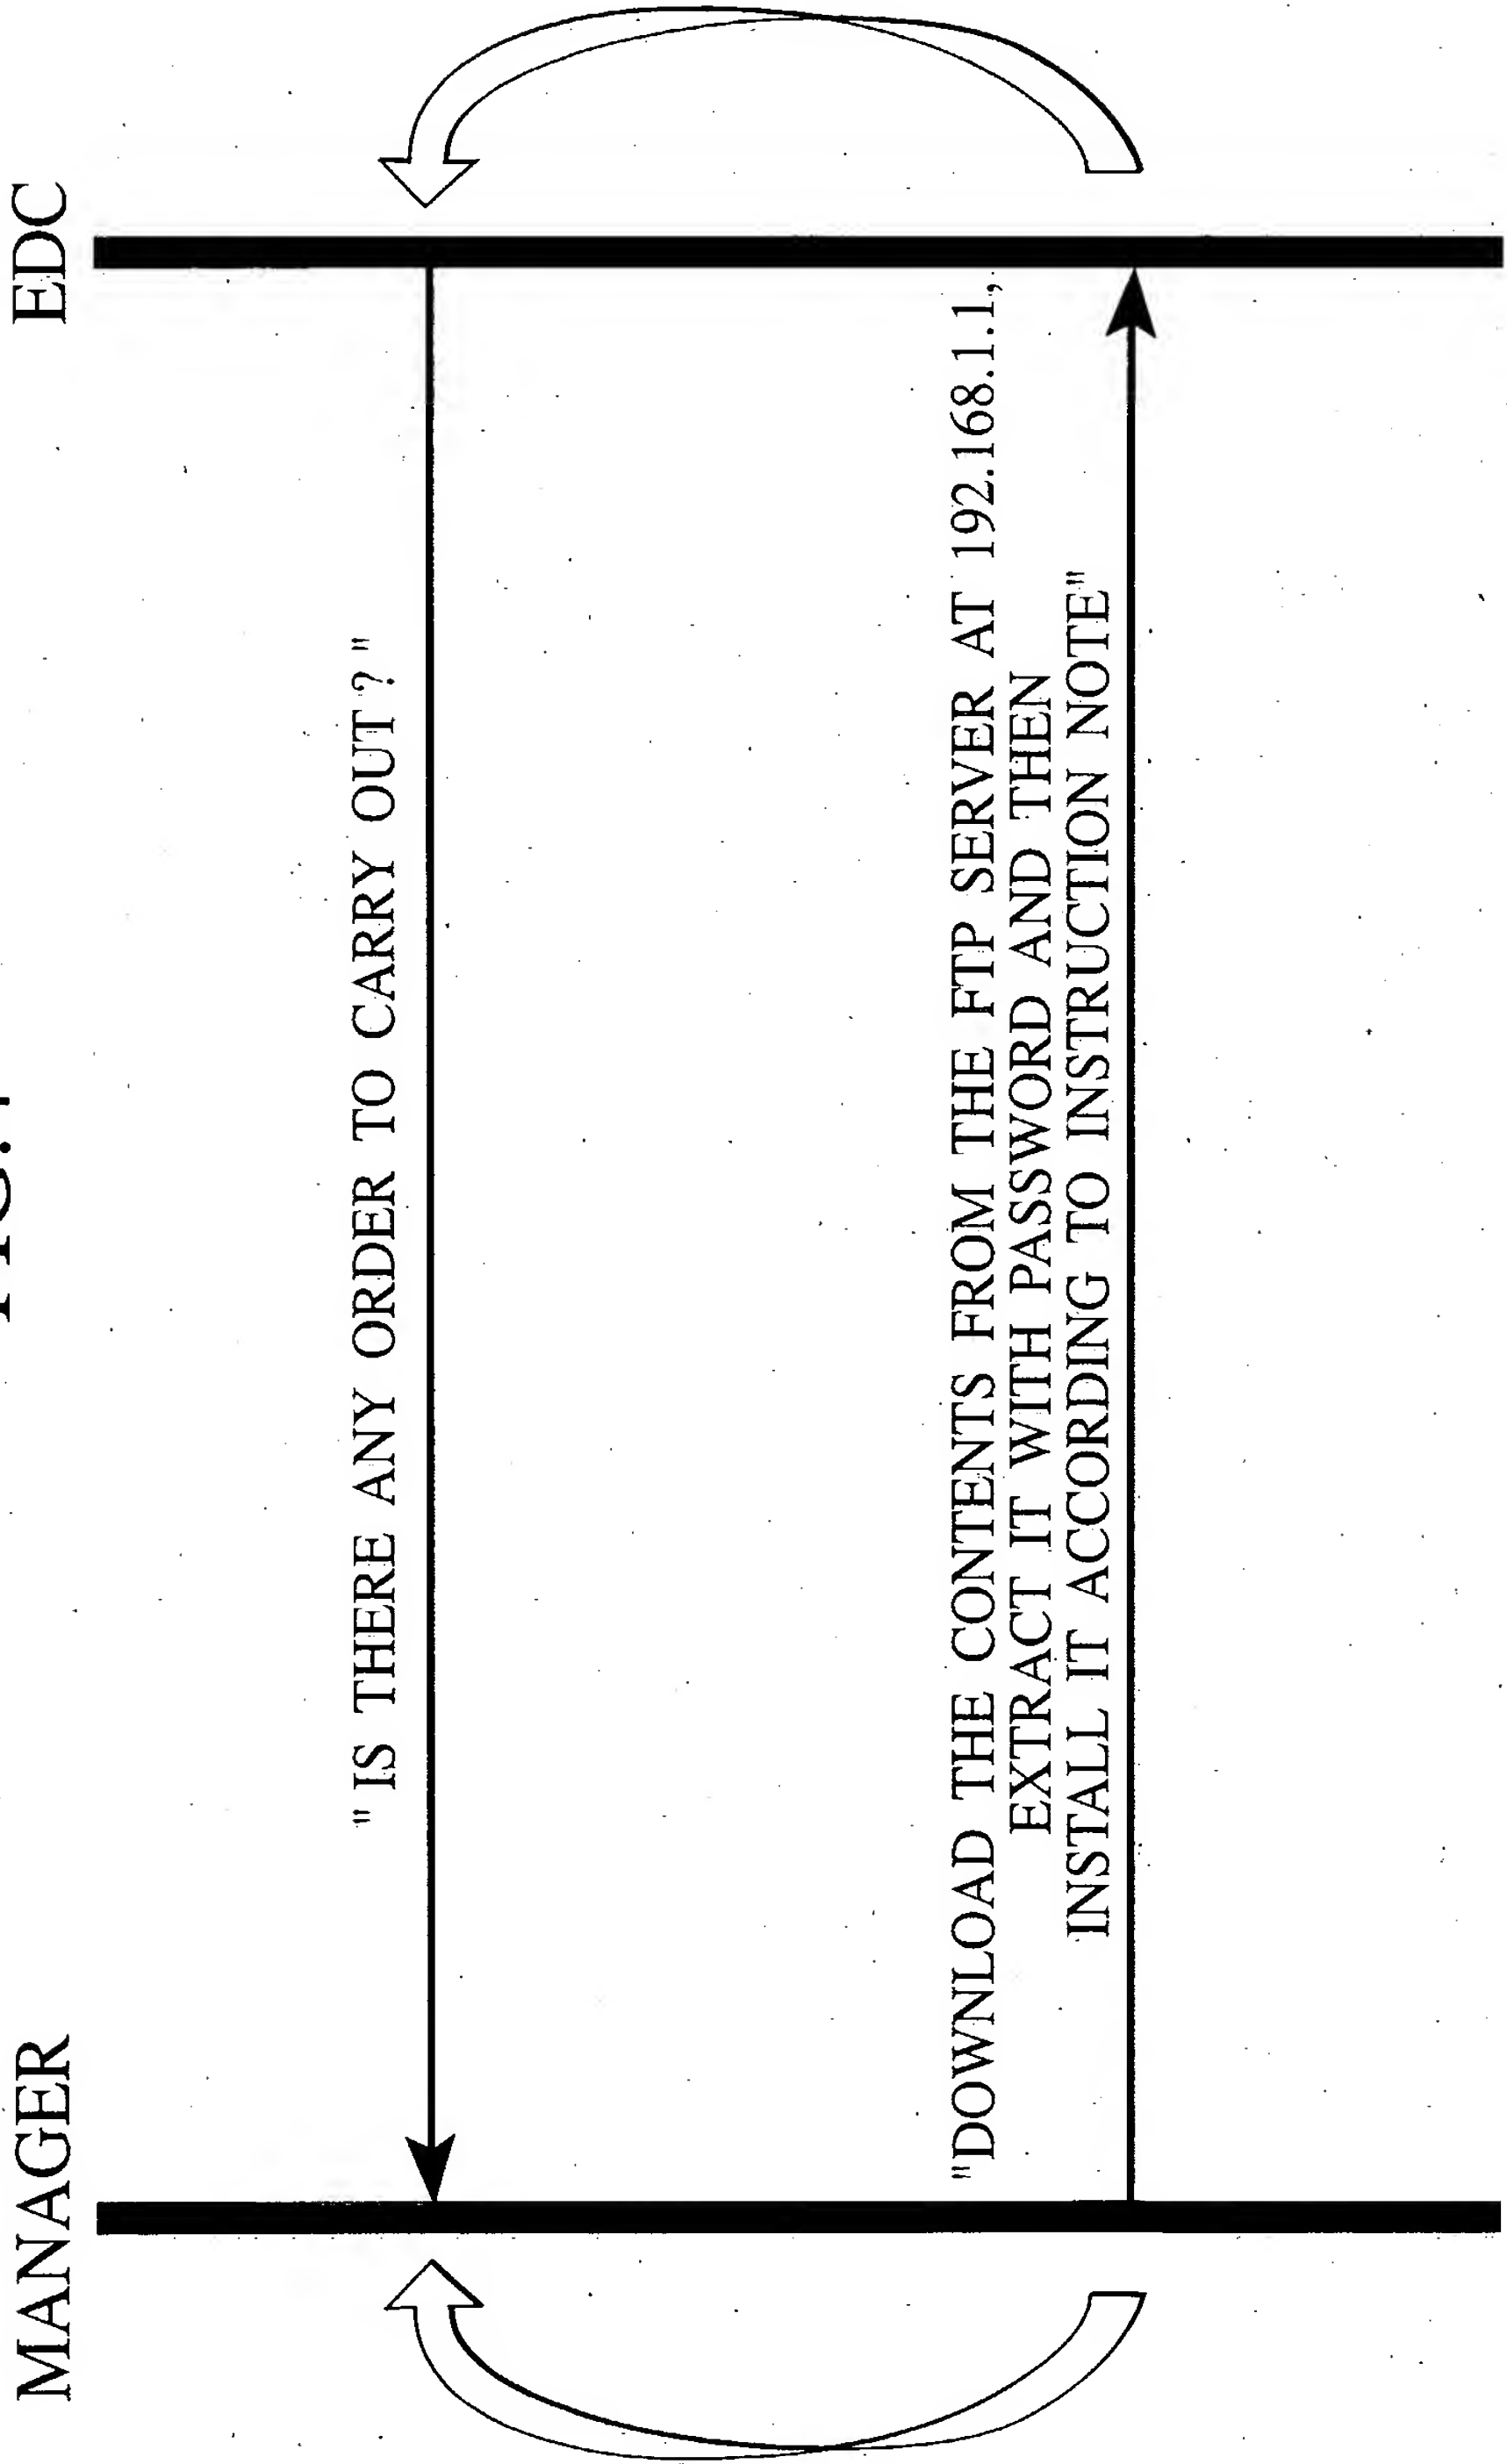 MANAGER
EDC
" IS THERE ANY ORDER TO CARRY OUT ? "
"DOWNLOAD THE CONTENTS FROM THE FTP SERVER AT 192.168.1.1,
EXTRACT IT WITH PASSWORD AND THEN
INSTALL IT ACCORDING TO INSTRUCTION NOTE"